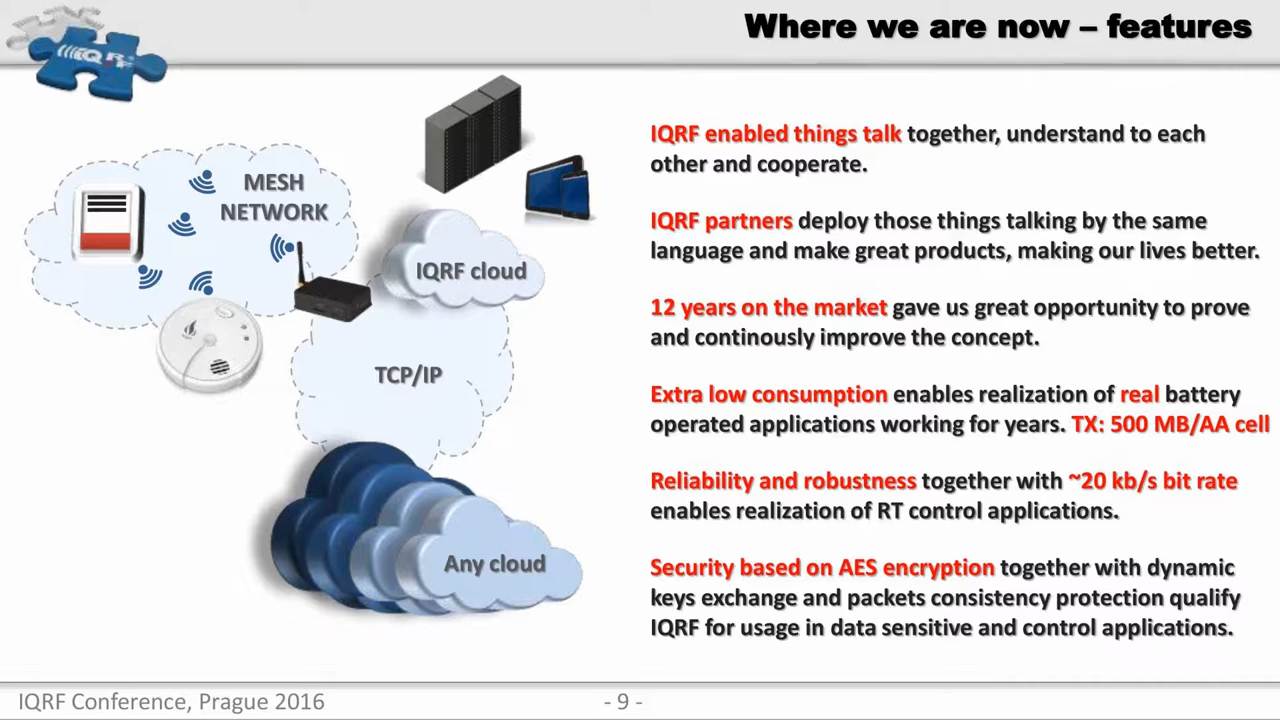 Where we are now – features
IQRF
MESH
NETWORK
IQRF cloud
TCP/IP
Any cloud
IQRF enabled things talk together, understand to each
other and cooperate.
IQRF partners deploy those things talking by the same
language and make great products, making our lives better.
12 years on the market gave us great opportunity to prove
and continously improve the concept.
Extra low consumption enables realization of real battery
operated applications working for years. TX: 500 MB/AA cell
Reliability and robustness together with ~20 kb/s bit rate
enables realization of RT control applications.
Security based on AES encryption together with dynamic
keys exchange and packets consistency protection qualify
IQRF for usage in data sensitive and control applications.
IQRF Conference, Prague 2016
- 9 -